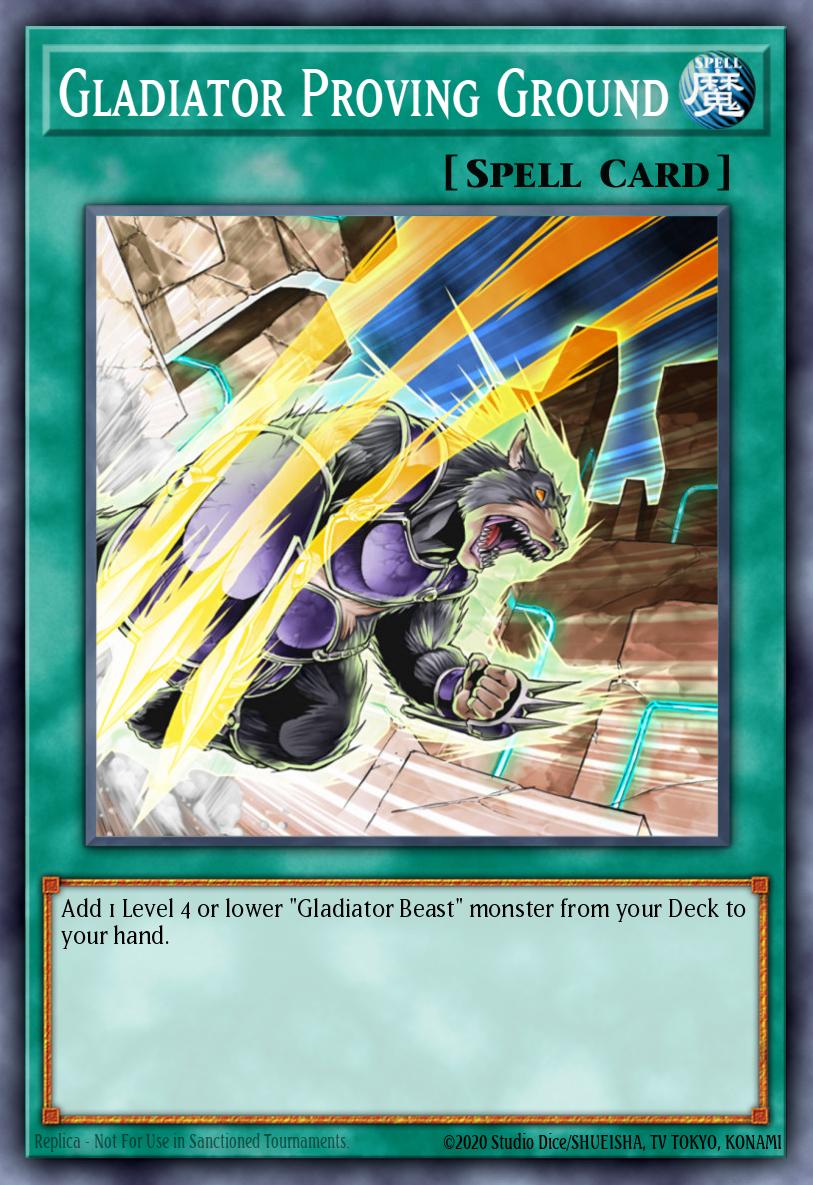 Gladiator Proving Ground
SPELL
魔
[ Spell Card ]
Add 1 Level 4 or lower "Gladiator Beast" monster from your Deck to
your hand.
Replica - Not For Use in Sanctioned Tournaments.
©2020 Studio Dice/SHUEISHA, TV TOKYO, KONAMI